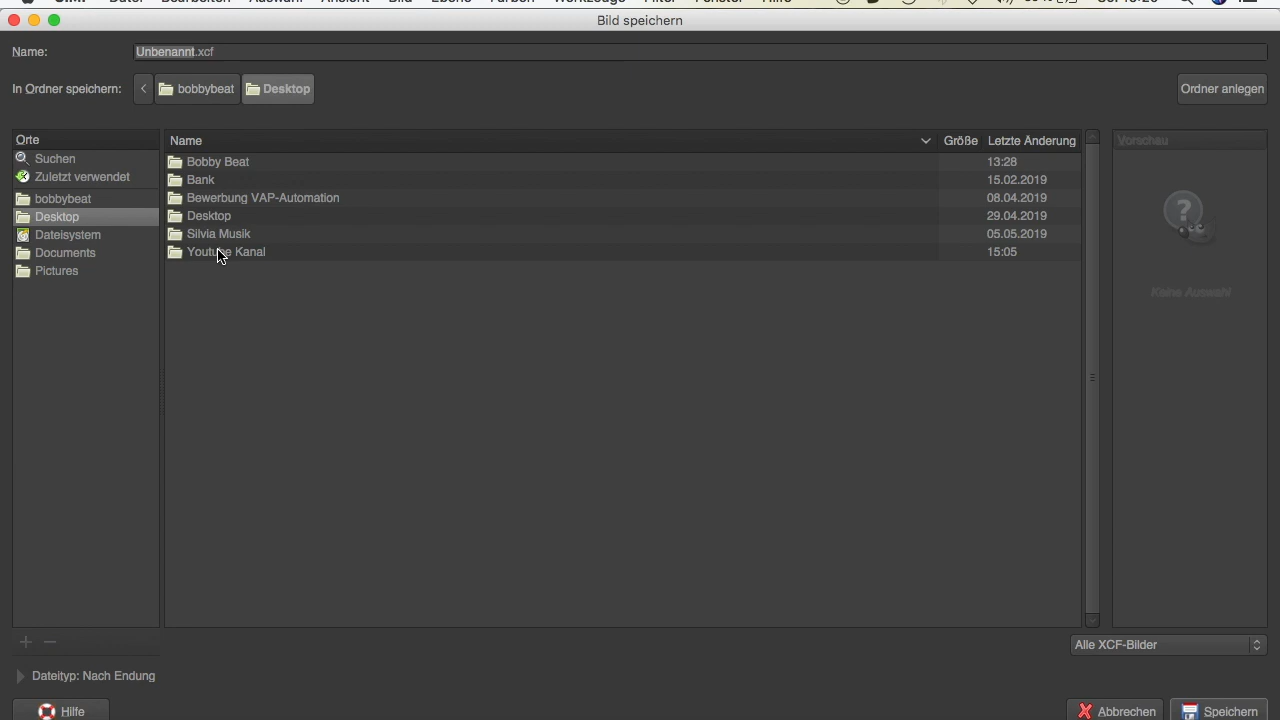 Bild speichern
Name:
Unbenannt.xcf
In Ordner speichern:
bobbybeat
Desktop
Ordner anlegen
Orte
Suchen
Zuletzt verwendet
bobbybeat
Desktop
Dateisystem
Documents
Pictures
Name Größe Letzte Änderung
Bobby Beat 13:28
Bank 15.02.2019
Bewerbung VAP-Automation 08.04.2019
Desktop 29.04.2019
Silvia Musik 05.05.2019
Youtube Kanal 15:05
Vorschau
Keine Auswahl
Alle XCF-Bilder
Dateityp: Nach Endung
Hilfe
Abbrechen
Speichern